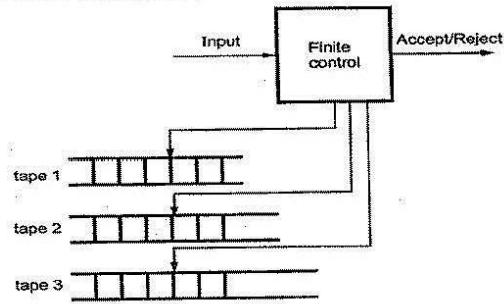 Input
Finite
control
Accept/Reject
tape 1
tape 2
tape 3